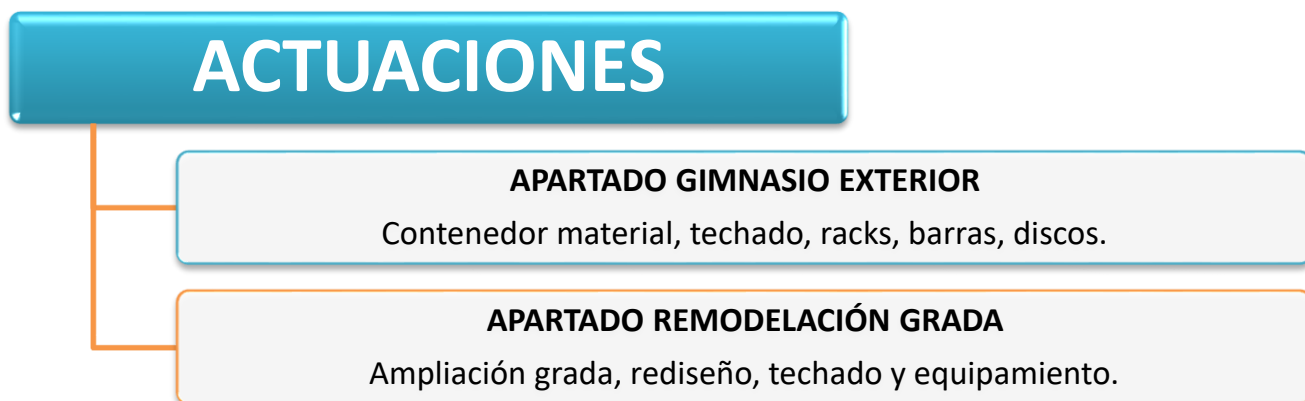 ACTUACIONES
APARTADO GIMNASIO EXTERIOR
Contenedor material, techado, racks, barras, discos.
APARTADO REMODELACIÓN GRADA
Ampliación grada, rediseño, techado y equipamiento.